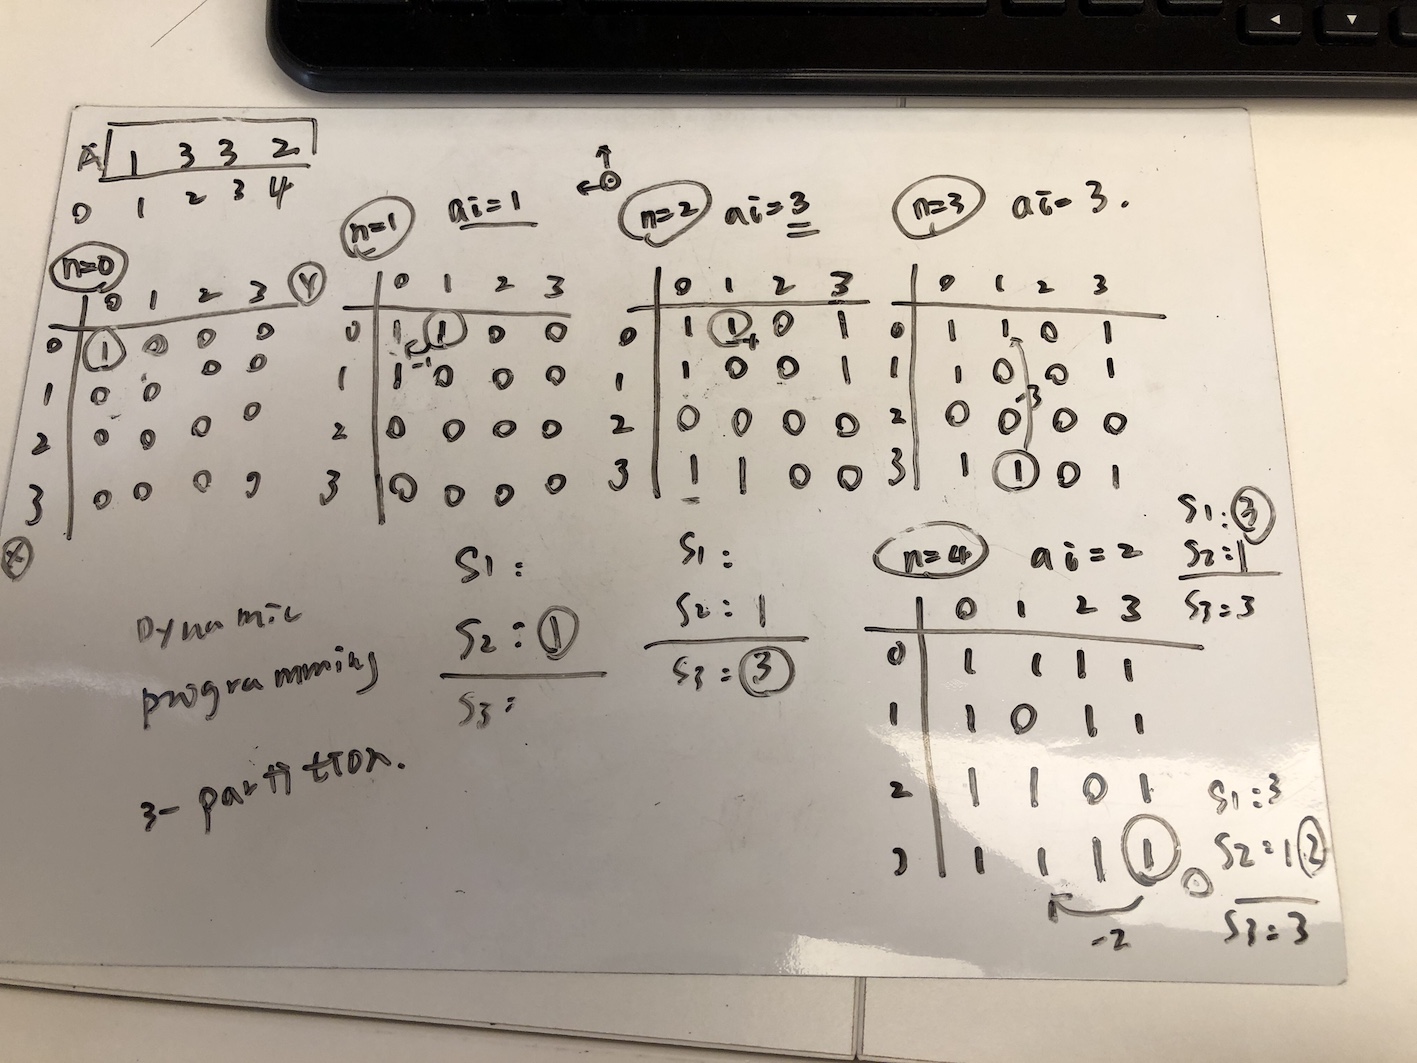 A 1 3 3 2
0 1 2 3 4
n=0
0 1 2 3 Y
0 1 0 0 0
1 0 0 0 0
2 0 0 0 0
3 0 0 0 0
X
n=1 ai=1
0 1 2 3
0 1 1 0 0
-1
1 1 0 0 0
2 0 0 0 0
3 0 0 0 0
S1:
S2: 1
S3:
n=2 ai=3
0 1 2 3
0 1 1 0 1
1 1 0 0 1
2 0 0 0 0
3 1 1 0 0
S1:
S2: 1
S3: 3
n=3 ai=3.
0 1 2 3
0 1 1 0 1
1 1 0 0 1
-3
2 0 0 0 0
3 1 1 0 1
S1: 3
S2: 1
S3=3
n=4 ai=2
0 1 2 3
0 1 1 1 1
1 1 0 1 1
2 1 1 0 1
3 1 1 1 1
-2
S1:3
S2:1 2
S3=3
Dynamic
programming
3-partition.